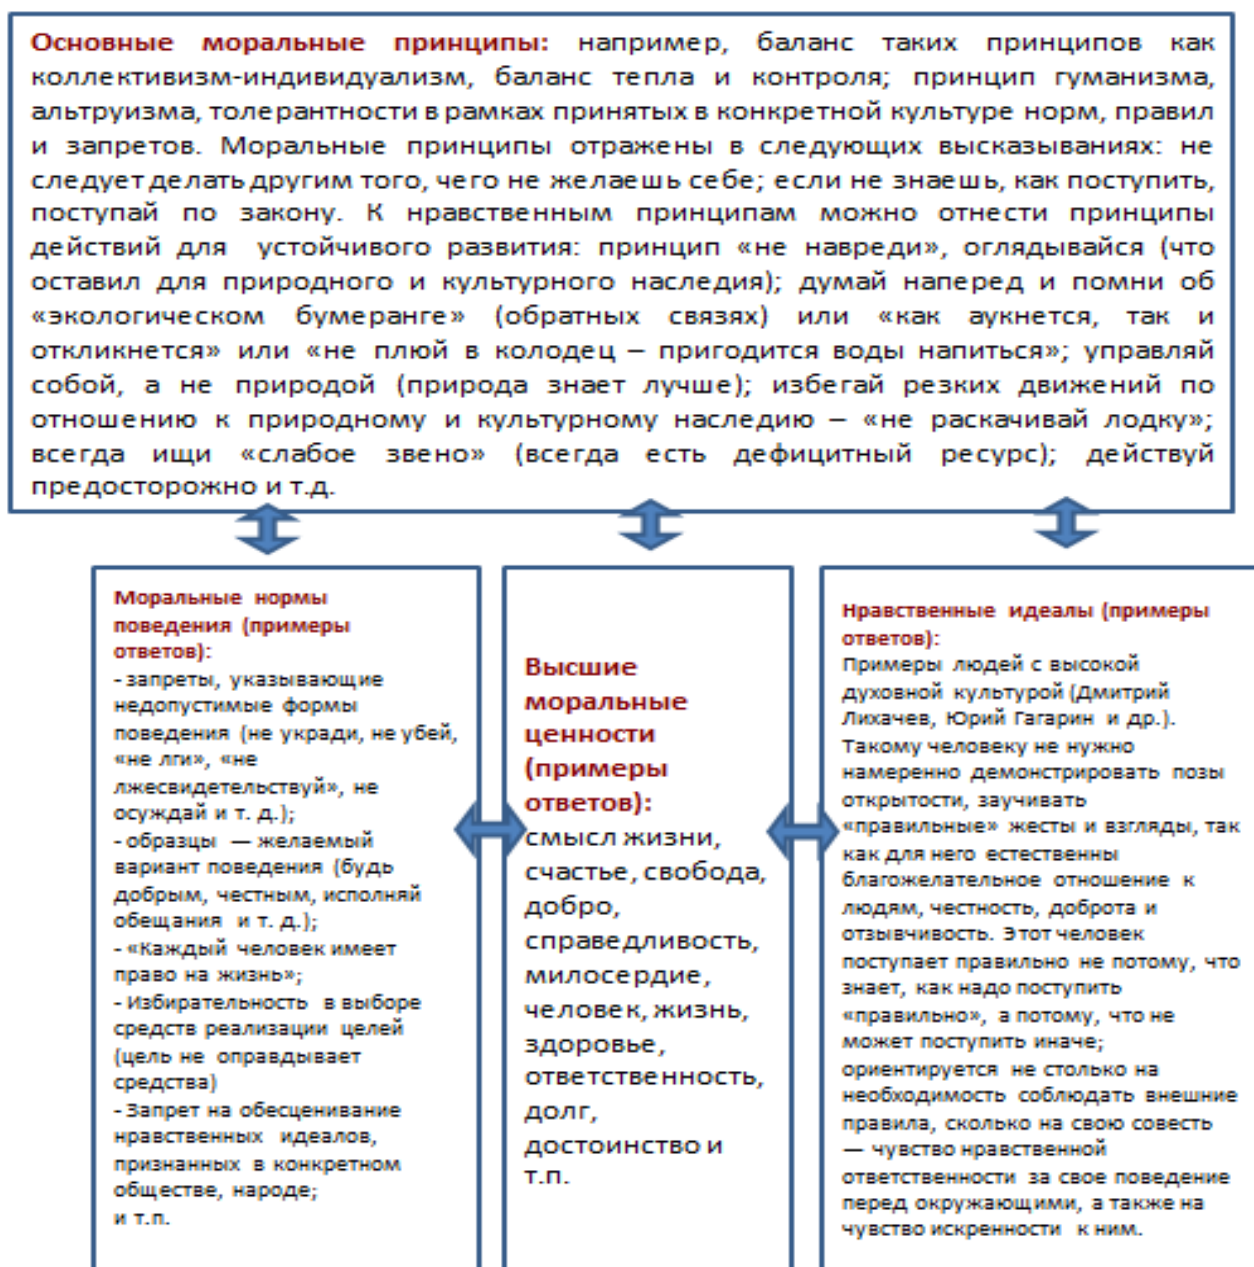 Основные моральные принципы: например, баланс таких принципов как
коллективизм-индивидуализм, баланс тепла и контроля; принцип гуманизма,
альтруизма, толерантности в рамках принятых в конкретной культуре норм, правил
и запретов. Моральные принципы отражены в следующих высказываниях: не
следует делать другим того, чего не желаешь себе; если не знаешь, как поступить,
поступай по закону. К нравственным принципам можно отнести принципы
действий для устойчивого развития: принцип «не навреди», оглядывайся (что
оставил для природного и культурного наследия); думай наперед и помни об
«экологическом бумеранге» (обратных связях) или «как аукнется, так и
откликнется» или «не плюй в колодец – пригодится воды напиться»; управляй
собой, а не природой (природа знает лучше); избегай резких движений по
отношению к природному и культурному наследию – «не раскачивай лодку»;
всегда ищи «слабое звено» (всегда есть дефицитный ресурс); действуй
предосторожно и т.д.
Моральные нормы
поведения (примеры
ответов):
- запреты, указывающие
недопустимые формы
поведения (не укради, не убей,
«не лги», «не
лжесвидетельствуй», не
осуждай и т. д.);
- образцы — желаемый
вариант поведения (будь
добрым, честным, исполняй
обещания и т. д.);
- «Каждый человек имеет
право на жизнь»;
- Избирательность в выборе
средств реализации целей
(цель не оправдывает
средства)
- Запрет на обесценивание
нравственных идеалов,
признанных в конкретном
обществе, народе;
и т.п.
Высшие
моральные
ценности
(примеры
ответов):
смысл жизни,
счастье, свобода,
добро,
справедливость,
милосердие,
человек, жизнь,
здоровье,
ответственность,
долг,
достоинство и
т.п.
Нравственные идеалы (примеры
ответов):
Примеры людей с высокой
духовной культурой (Дмитрий
Лихачев, Юрий Гагарин и др.).
Такому человеку не нужно
намеренно демонстрировать позы
открытости, заучивать
«правильные» жесты и взгляды, так
как для него естественны
благожелательное отношение к
людям, честность, доброта и
отзывчивость. Этот человек
поступает правильно не потому, что
знает, как надо поступить
«правильно», а потому, что не
может поступить иначе;
ориентируется не столько на
необходимость соблюдать внешние
правила, сколько на свою совесть
— чувство нравственной
ответственности за свое поведение
перед окружающими, а также на
чувство искренности к ним.